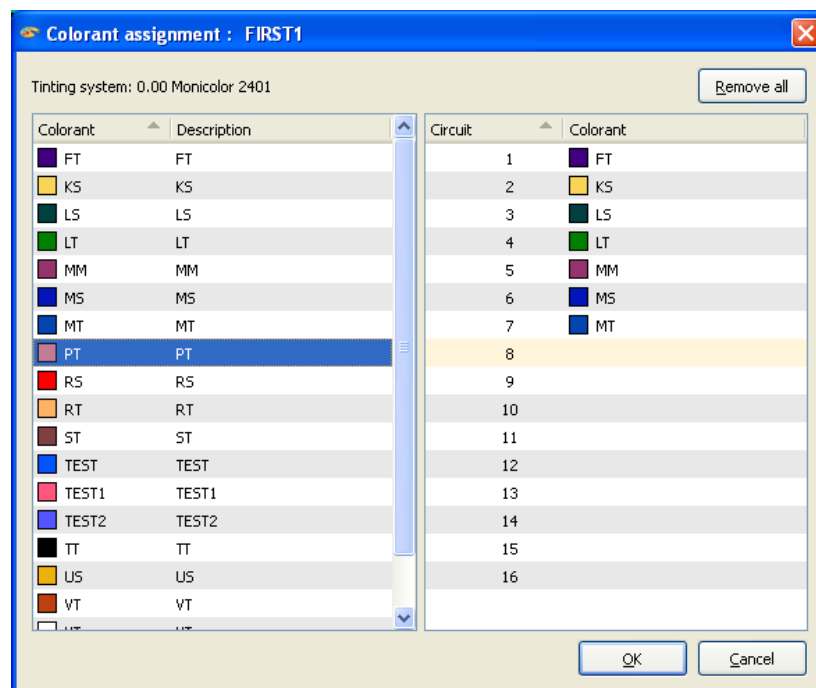 Colorant assignment : FIRST1
Tinting system: 0.00 Monicolor 2401
Remove all
Colorant Description Circuit Colorant
FT FT 1 FT
KS KS 2 KS
LS LS 3 LS
LT LT 4 LT
MM MM 5 MM
MS MS 6 MS
MT MT 7 MT
PT PT 8
RS RS 9
RT RT 10
ST ST 11
TEST TEST 12
TEST1 TEST1 13
TEST2 TEST2 14
TT TT 15
US US 16
VT VT
OK Cancel